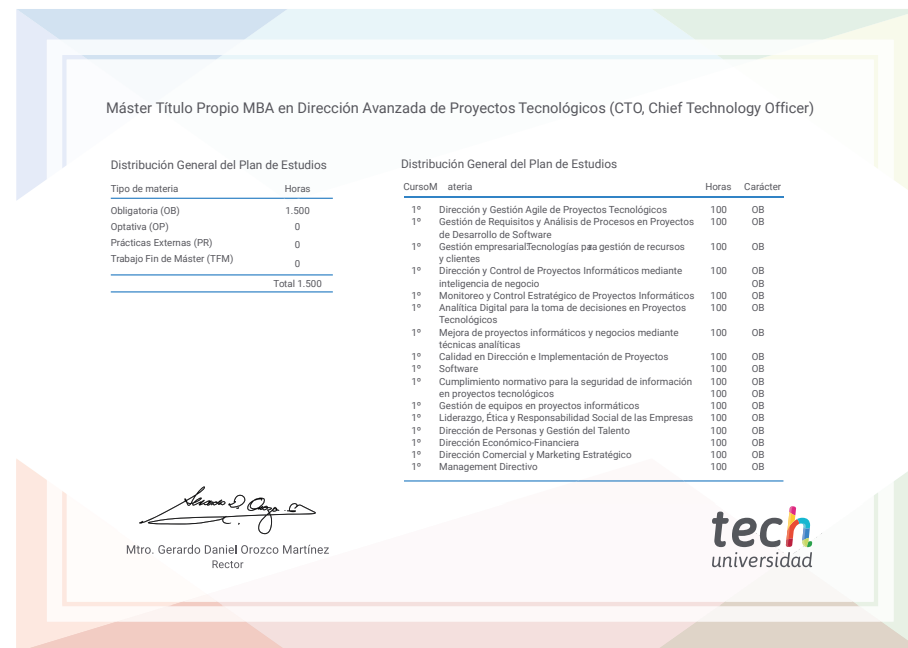 Máster Título Propio MBA en Dirección Avanzada de Proyectos Tecnológicos (CTO, Chief Technology Officer)
Distribución General del Plan de Estudios
Tipo de materia Horas
Obligatoria (OB) 1.500
Optativa (OP) 0
Prácticas Externas (PR) 0
Trabajo Fin de Máster (TFM) 0
Total 1.500
Distribución General del Plan de Estudios
CursoM ateria Horas Carácter
1º Dirección y Gestión Agile de Proyectos Tecnológicos 100 OB
1º Gestión de Requisitos y Análisis de Procesos en Proyectos 100 OB
de Desarrollo de Software
1º Gestión empresarial.Tecnologías para gestión de recursos 100 OB
y clientes
1º Dirección y Control de Proyectos Informáticos mediante 100 OB
inteligencia de negocio OB
1º Monitoreo y Control Estratégico de Proyectos Informáticos 100 OB
1º Analítica Digital para la toma de decisiones en Proyectos 100 OB
Tecnológicos
1º Mejora de proyectos informáticos y negocios mediante 100 OB
técnicas analíticas
1º Calidad en Dirección e Implementación de Proyectos 100 OB
1º Software 100 OB
1º Cumplimiento normativo para la seguridad de información 100 OB
en proyectos tecnológicos 100 OB
1º Gestión de equipos en proyectos informáticos 100 OB
1º Liderazgo, Ética y Responsabilidad Social de las Empresas 100 OB
1º Dirección de Personas y Gestión del Talento 100 OB
1º Dirección Económico-Financiera 100 OB
1º Dirección Comercial y Marketing Estratégico 100 OB
1º Management Directivo 100 OB
Mtro. Gerardo Daniel Orozco Martínez
Rector
tech
universidad